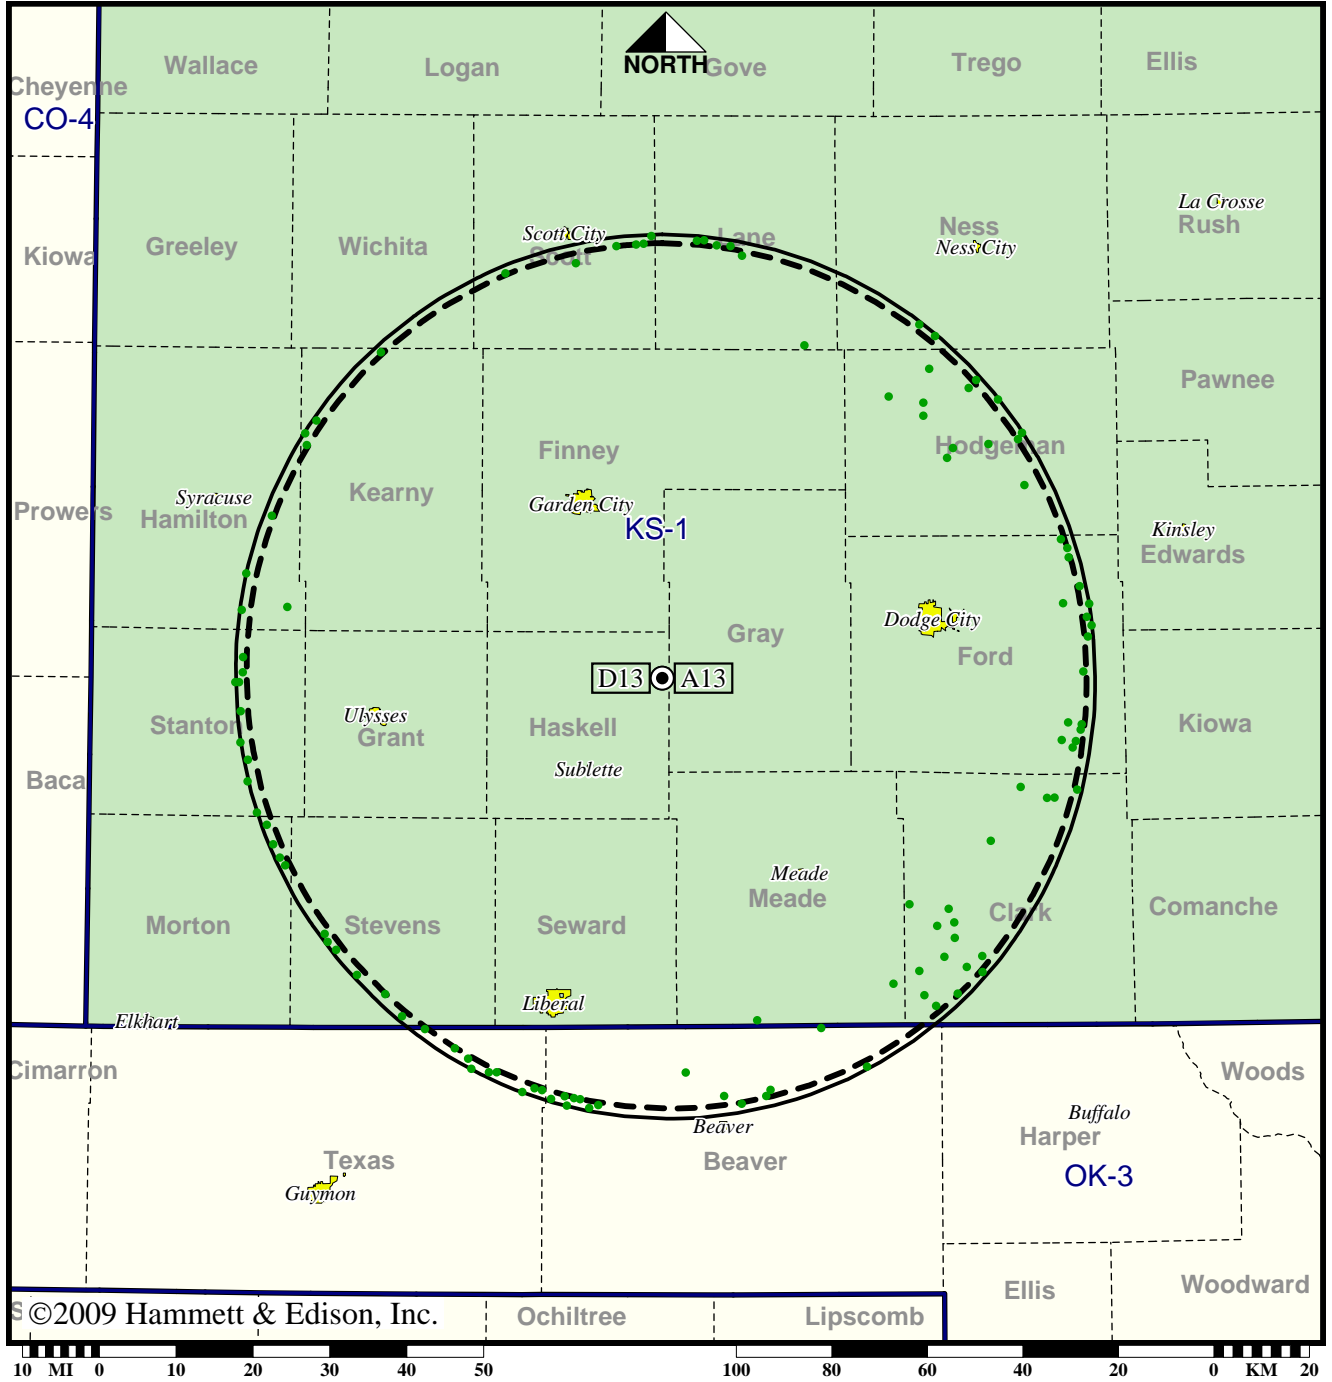 Wallace
Logan
NORTH
Gove
Trego
Ellis
Cheyenne
CO-4
Kiowa
Greeley
Wichita
Scott City
Scott
Lane
Ness
Ness City
La Crosse
Rush
Pawnee
Prowers
Syracuse
Hamilton
Kearny
Finney
Garden City
KS-1
Hodgeman
Kinsley
Edwards
Dodge City
Gray
Ford
D13
A13
Baca
Stanton
Ulysses
Grant
Haskell
Sublette
Kiowa
Morton
Stevens
Seward
Meade
Meade
Clark
Comanche
Elkhart
Liberal
Cimarron
Woods
Texas
Guymon
Beaver
Beaver
Buffalo
Harper
OK-3
Ellis
Woodward
©2009 Hammett & Edison, Inc.
Ochiltree
Lipscomb
10 MI 0 10 20 30 40 50 100 80 60 40 20 0 KM 20